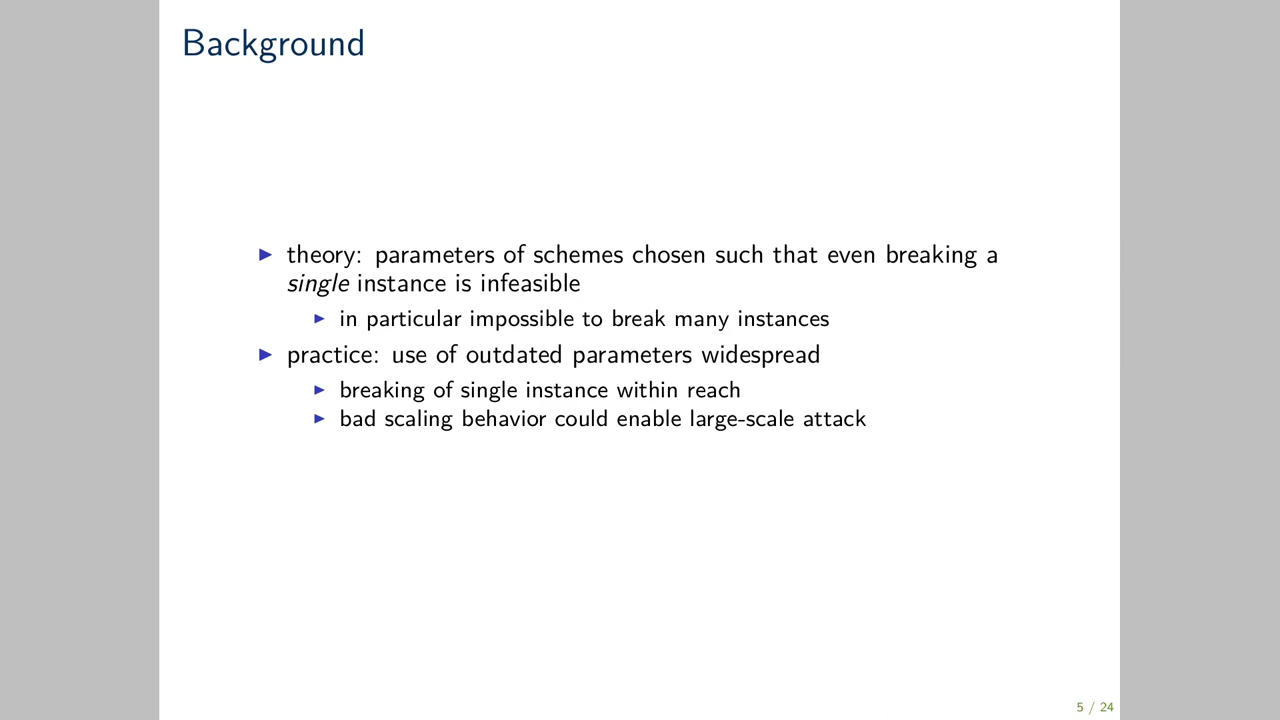 Background
theory: parameters of schemes chosen such that even breaking a
single instance is infeasible
in particular impossible to break many instances
practice: use of outdated parameters widespread
breaking of single instance within reach
bad scaling behavior could enable large-scale attack
5 / 24